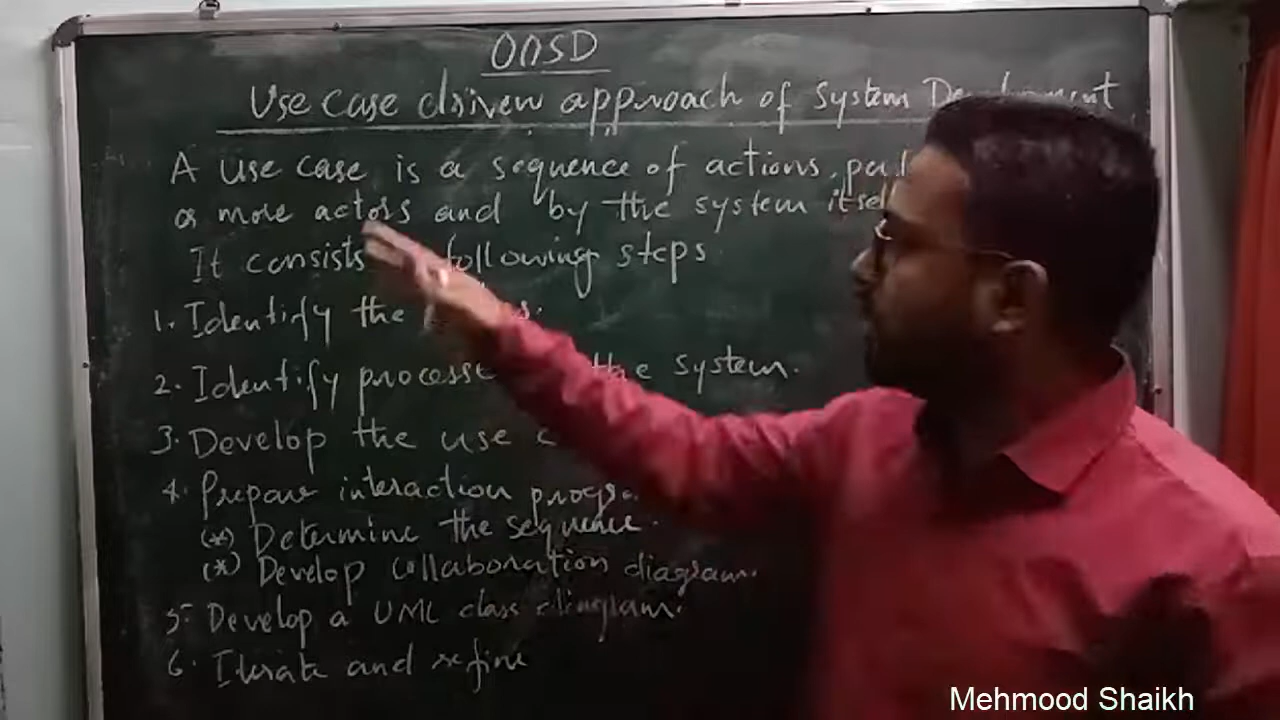 OOSD
Use case driven approach of System
A use case is a sequence of actions,
or more actors and by the system
It consists following steps
1. Identify the
2. Identify the system.
3. Develop the use
4. Prepare interaction
(*) Determine the sequence.
(*) Develop collaboration diagram.
5. Develop a UML class diagram.
6. Iterate and refine
Mehmood Shaikh